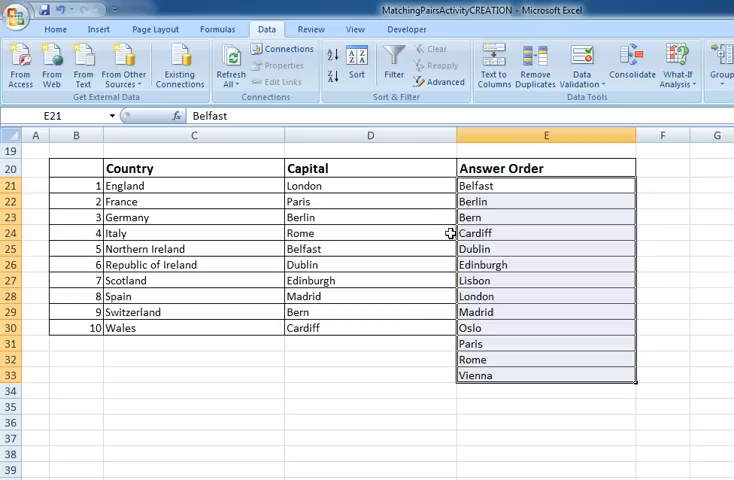 MatchingPairsActivityCREATION - Microsoft Excel
Home Insert Page Layout Formulas Data Review View Developer
From Access
From Web
From Text
From Other Sources
Existing Connections
Get External Data
Refresh All
Connections
Properties
Edit Links
Connections
A Z
Z A
Sort
Filter
Clear
Reapply
Advanced
Sort & Filter
Text to Columns
Remove Duplicates
Data Validation
Consolidate
What-If Analysis
Data Tools
Group
E21 fx Belfast
A B C D E F G
19
20 Country Capital Answer Order
21 1 England London Belfast
22 2 France Paris Berlin
23 3 Germany Berlin Bern
24 4 Italy Rome Cardiff
25 5 Northern Ireland Belfast Dublin
26 6 Republic of Ireland Dublin Edinburgh
27 7 Scotland Edinburgh Lisbon
28 8 Spain Madrid London
29 9 Switzerland Bern Madrid
30 10 Wales Cardiff Oslo
31 Paris
32 Rome
33 Vienna
34
35
36
37
38
39